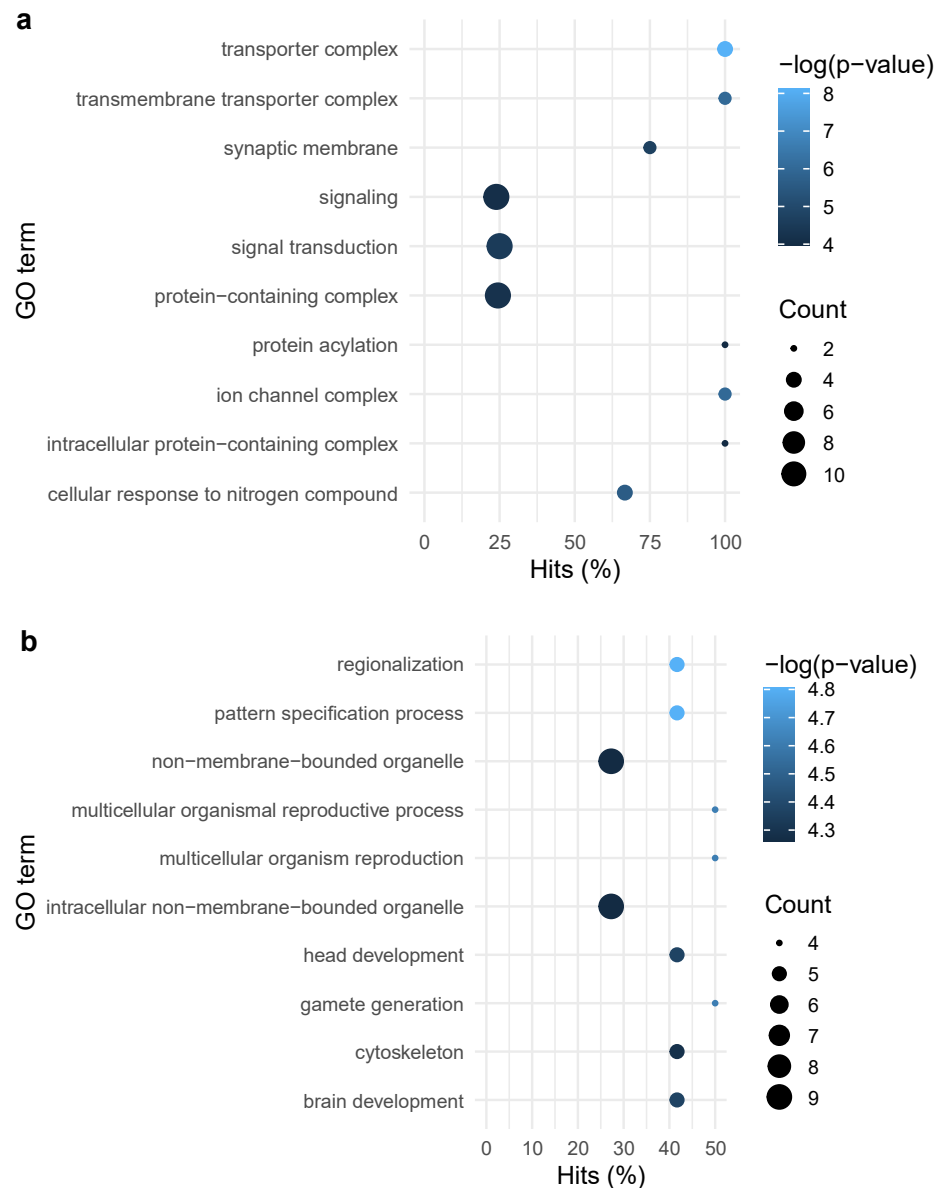 a
transporter complex
transmembrane transporter complex
synaptic membrane
signaling
signal transduction
protein−containing complex
protein acylation
ion channel complex
intracellular protein−containing complex
cellular response to nitrogen compound
GO term
0 25 50 75 100
Hits (%)
−log(p−value)
8
7
6
5
4
Count
2
4
6
8
10
b
regionalization
pattern specification process
non−membrane−bounded organelle
multicellular organismal reproductive process
multicellular organism reproduction
intracellular non−membrane−bounded organelle
head development
gamete generation
cytoskeleton
brain development
GO term
0 10 20 30 40 50
Hits (%)
−log(p−value)
4.8
4.7
4.6
4.5
4.4
4.3
Count
4
5
6
7
8
9